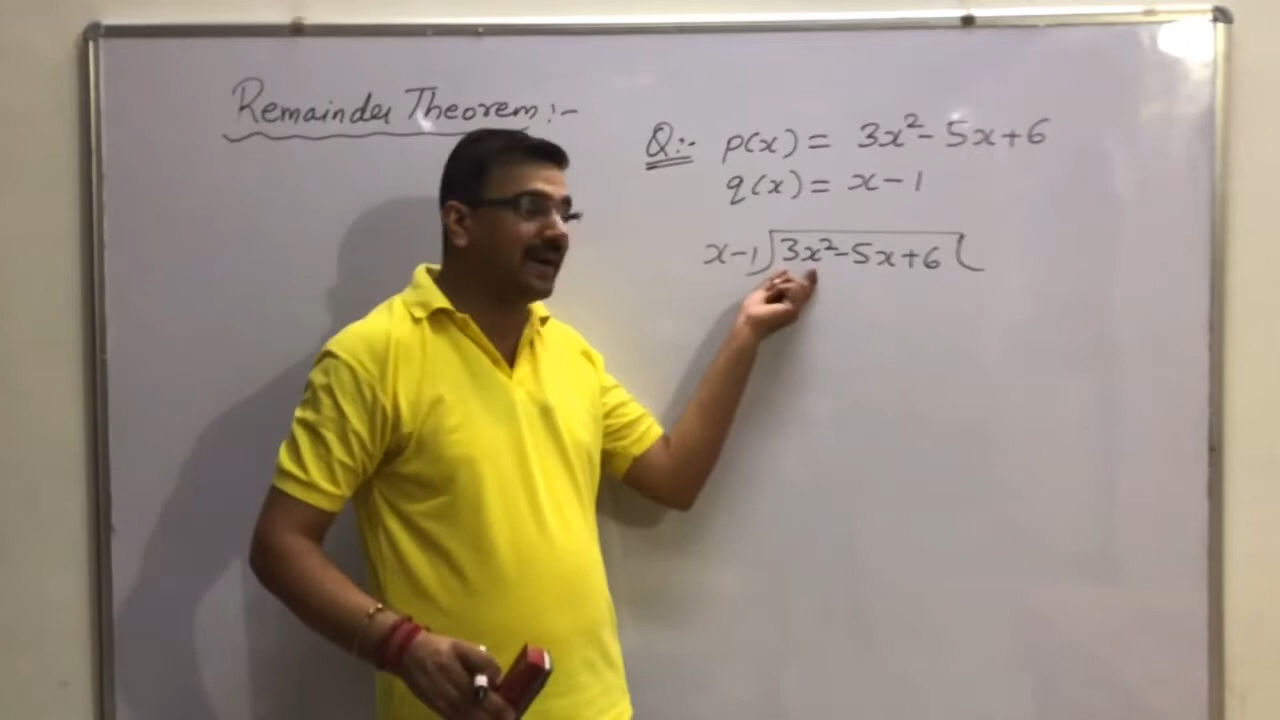 Remainder Theorem:-
Q:- p(x) = 3x²- 5x+6
q(x) = x-1
x-1)3x²-5x+6(